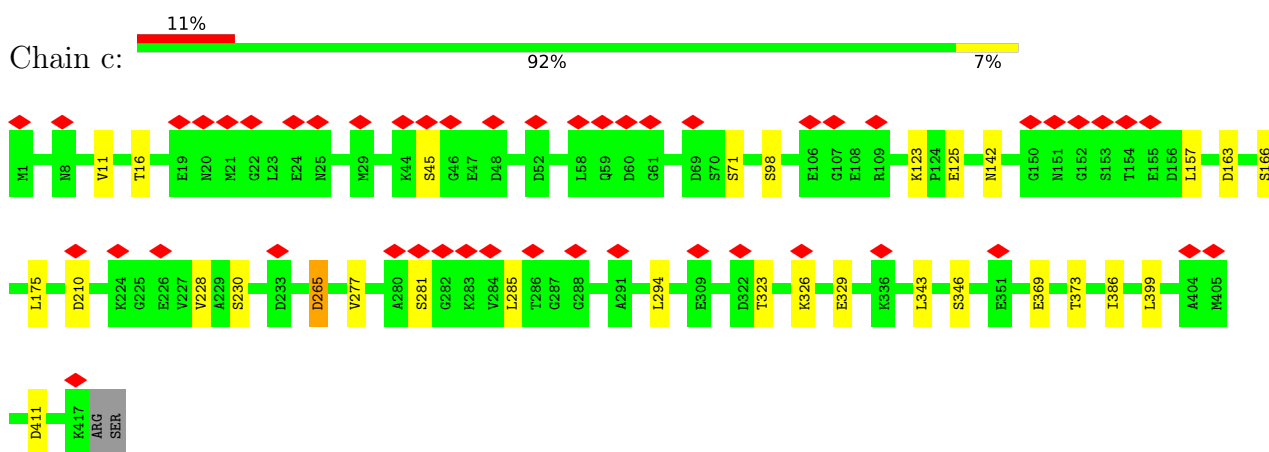 11%
Chain c:
92% 7%
M1 N8 V11 T16 E19 N20 M21 G22 L23 E24 N25 M29 K44 S45 G46 E47 D48 D52 L58 Q59 D60 G61 D69 S70 S71 S98 E106 G107 E108 R109 K123 P124 E125 N142 G150 N151 G152 S153 T154 E155 D156 L157 D163 S166
L175 D210 K224 G225 E226 V227 V228 A229 S230 D233 D265 V277 A280 S281 G282 K283 V284 L285 T286 G287 G288 A291 L294 E309 D322 T323 K326 E329 K336 L343 S346 E351 E369 T373 I386 L399 A404 M405
D411 K417 ARG SER